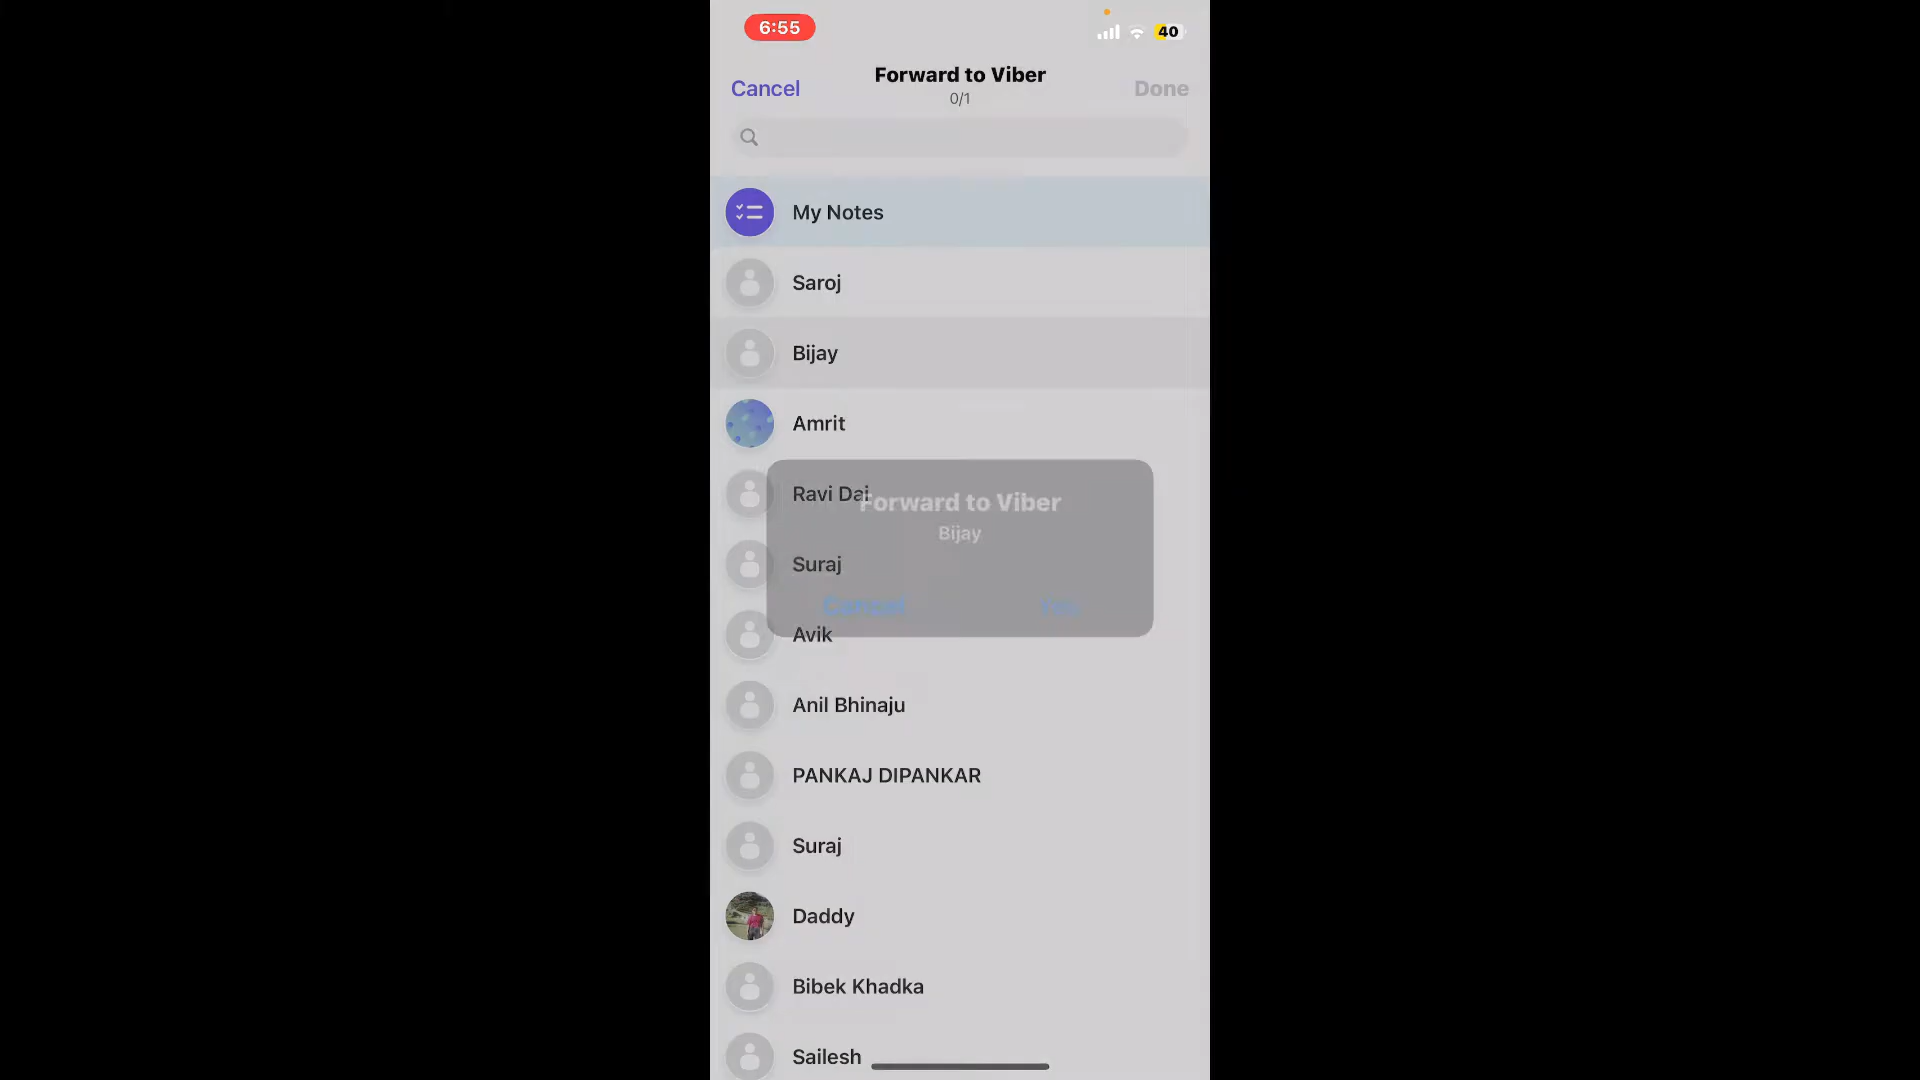 6:55
40
Cancel
Forward to Viber
Done
0/1
My Notes
Saroj
Bijay
Amrit
Ravi Dai
Forward to Viber
Bijay
Suraj
Cancel
Yes
Avik
Anil Bhinaju
PANKAJ DIPANKAR
Suraj
Daddy
Bibek Khadka
Sailesh